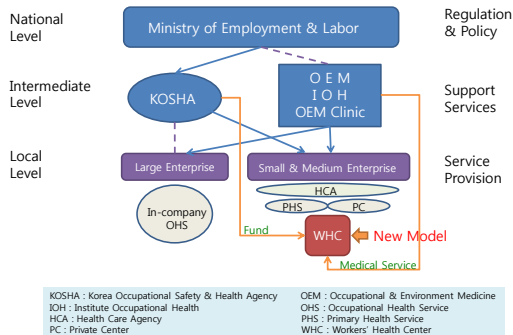 National
Level
Ministry of Employment & Labor
Regulation
& Policy
Intermediate
Level
KOSHA
O E M
I O H
OEM Clinic
Support
Services
Local
Level
Large Enterprise
Small & Medium Enterprise
Service
Provision
In-company
OHS
HCA
PHS
PC
WHC
New Model
Fund
Medical Service
KOSHA : Korea Occupational Safety & Health Agency
IOH : Institute Occupational Health
HCA : Health Care Agency
PC : Private Center
OEM : Occupational & Environment Medicine
OHS : Occupational Health Service
PHS : Primary Health Service
WHC : Workers' Health Center